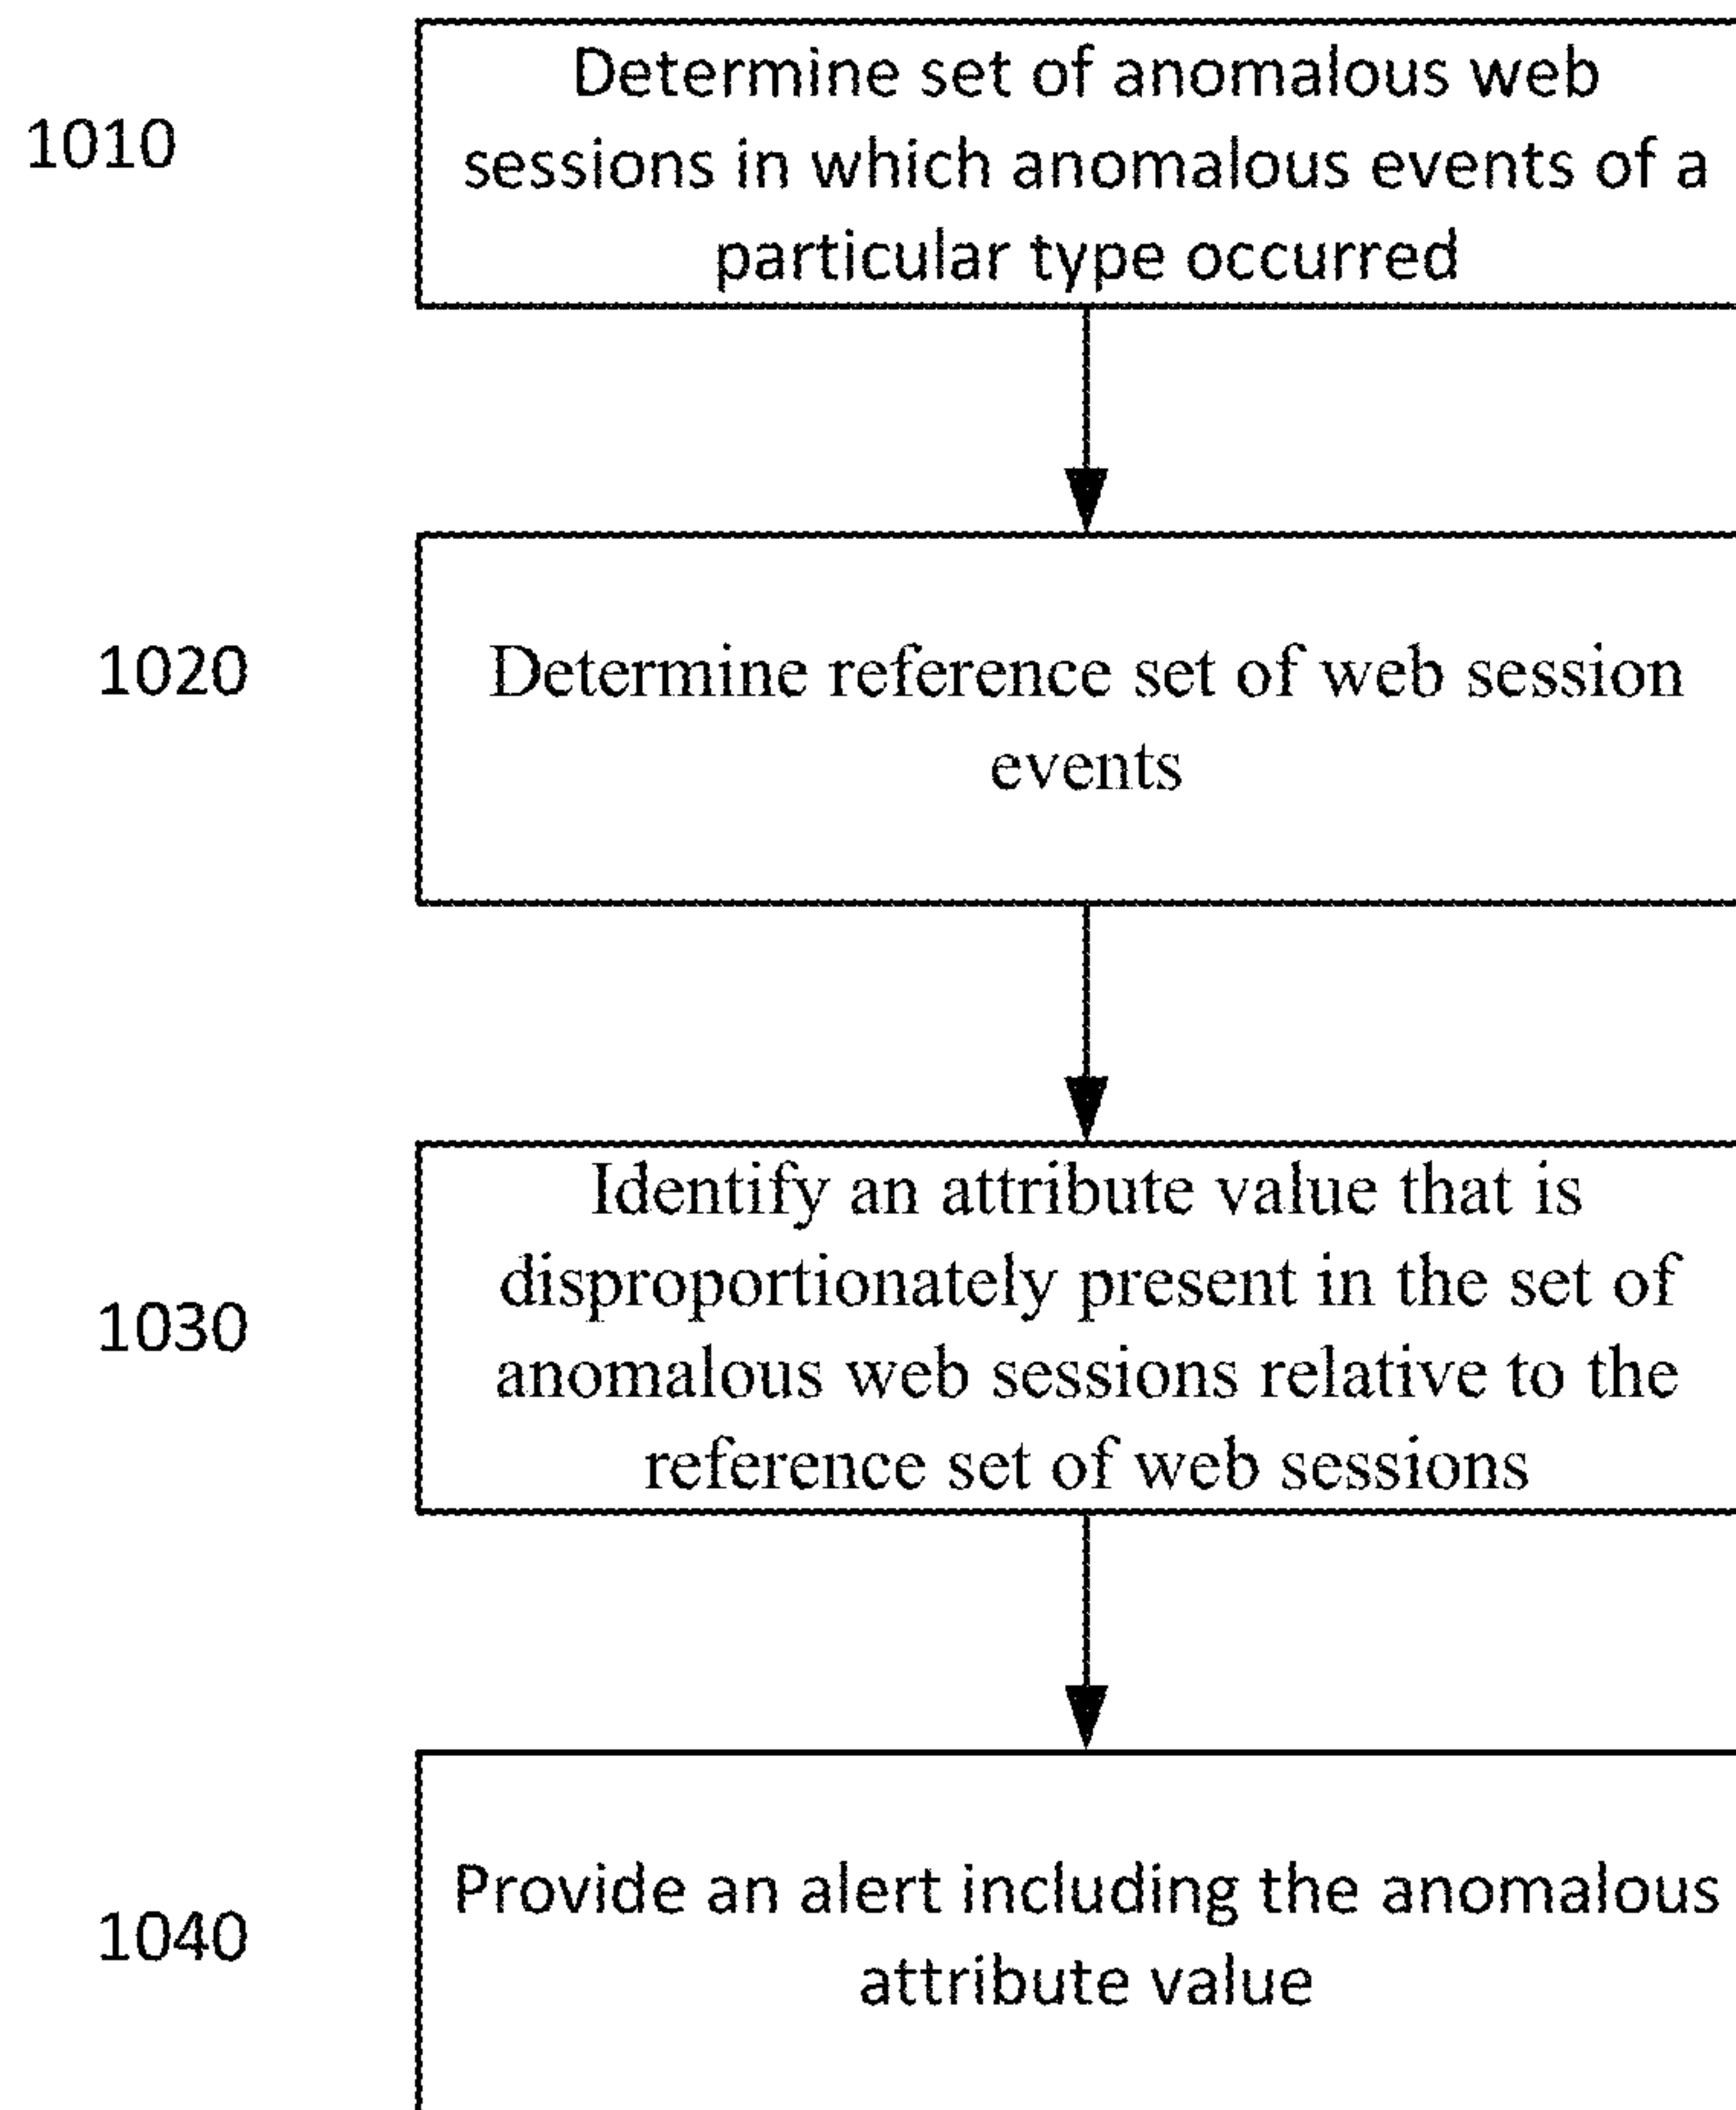 1010
Determine set of anomalous web
sessions in which anomalous events of a
particular type occurred
1020
Determine reference set of web session
events
1030
Identify an attribute value that is
disproportionately present in the set of
anomalous web sessions relative to the
reference set of web sessions
1040
Provide an alert including the anomalous
attribute value